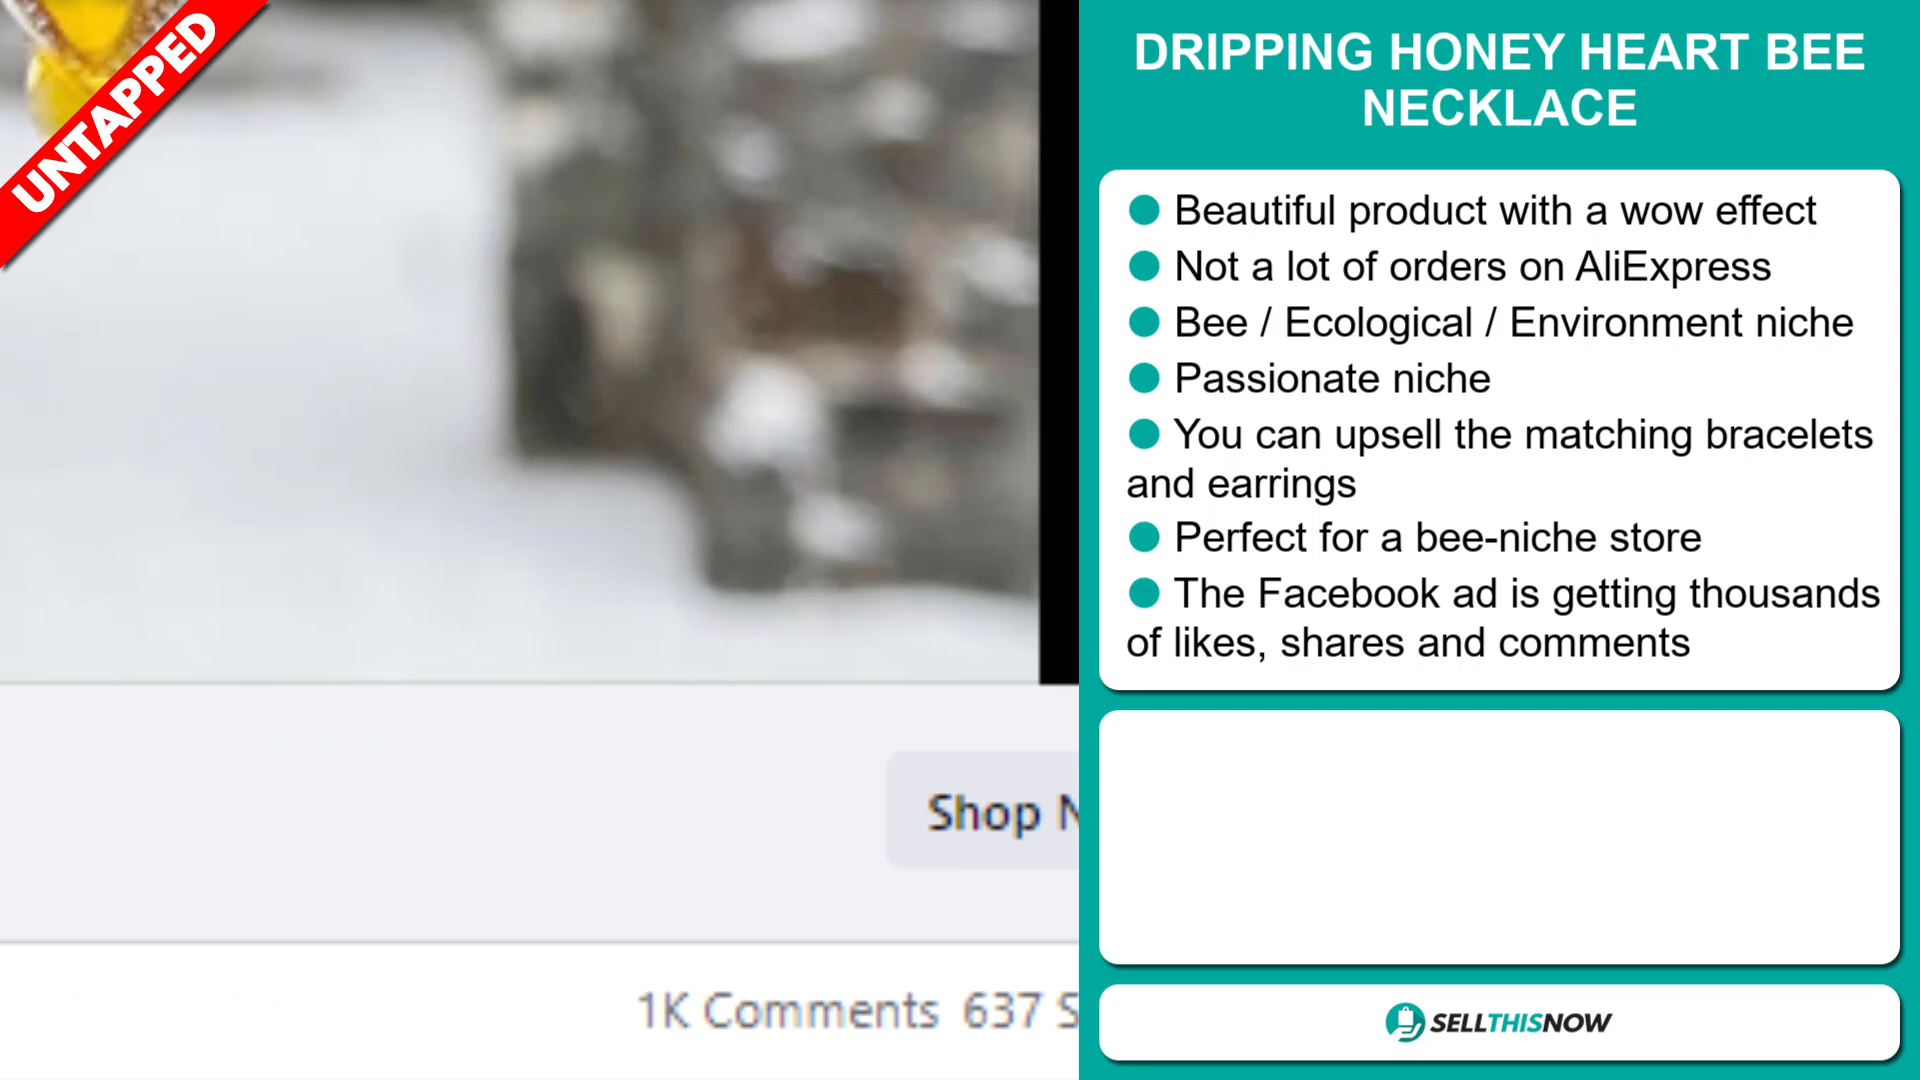 UNTAPPED
DRIPPING HONEY HEART BEE
NECKLACE
Beautiful product with a wow effect
Not a lot of orders on AliExpress
Bee / Ecological / Environment niche
Passionate niche
You can upsell the matching bracelets
and earrings
Perfect for a bee-niche store
The Facebook ad is getting thousands
of likes, shares and comments
Shop
1K Comments 637
SELLTHISNOW